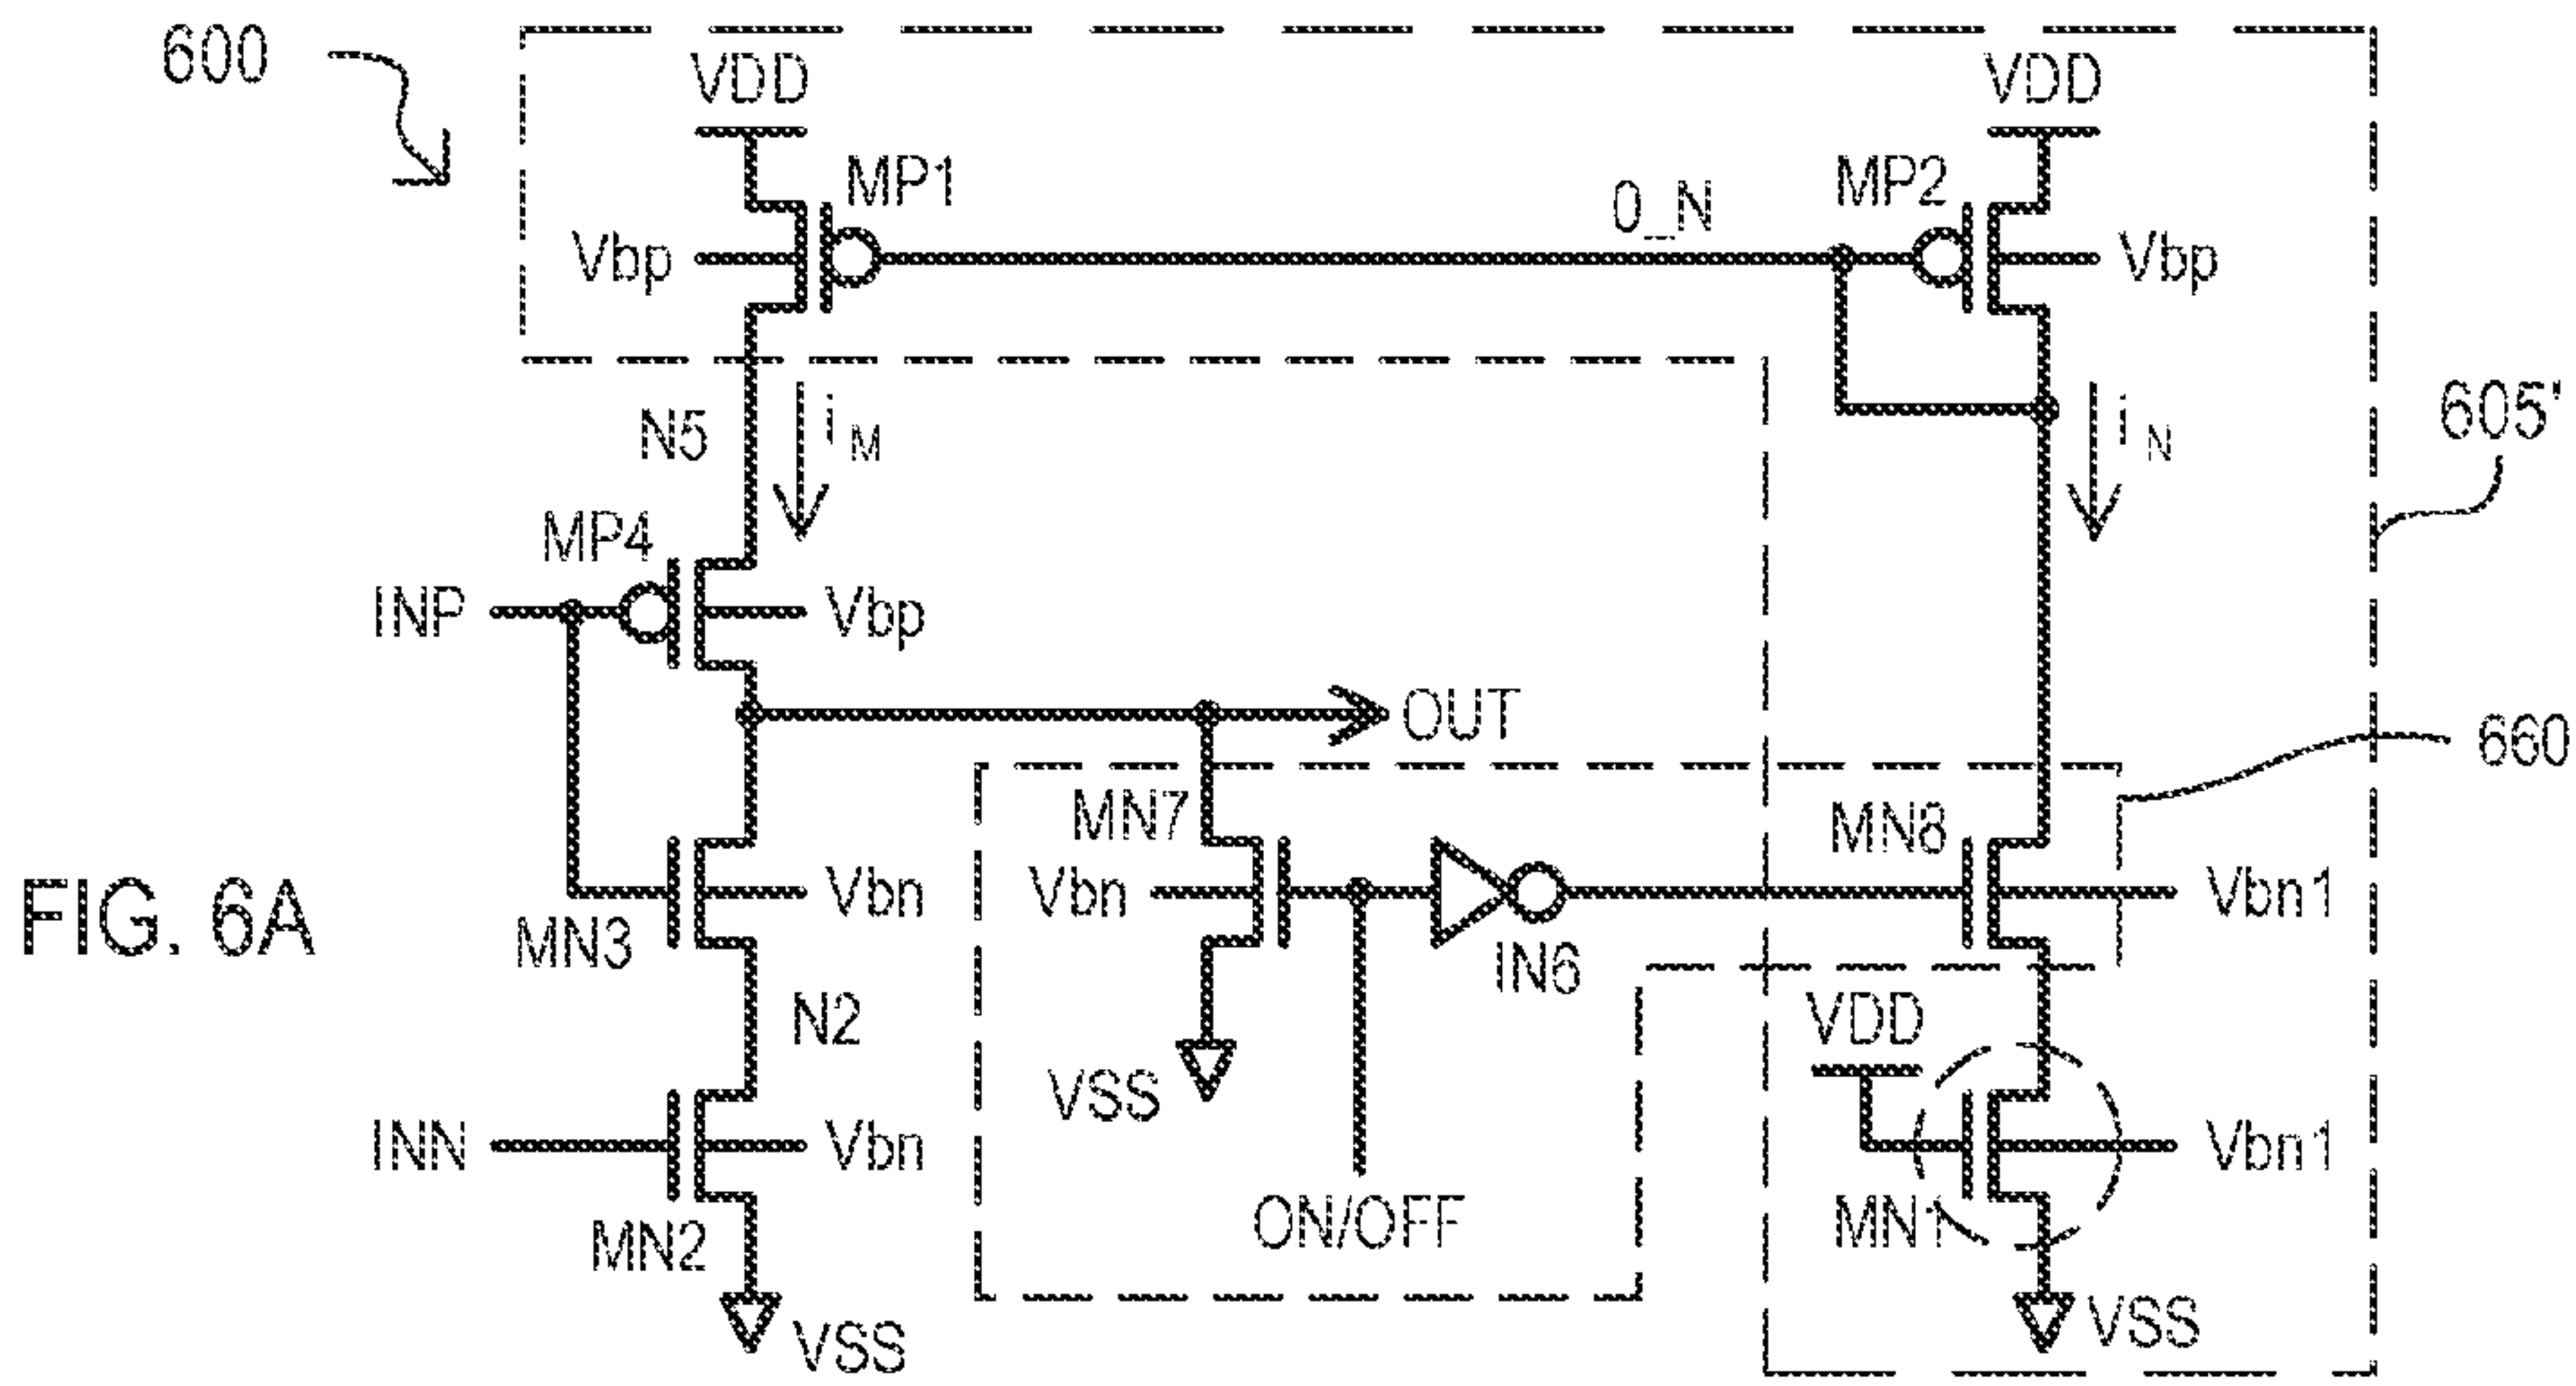 600
VDD
VDD
MP1
MP2
0_N
Vbp
Vbp
605'
N5
i M
i N
MP4
INP
Vbp
OUT
660
MN7
MN8
FIG. 6A
Vbn
Vbn
Vbn1
MN3
IN6
N2
VDD
VSS
INN
Vbn
Vbn1
ON/OFF
MN1
MN2
VSS
VSS